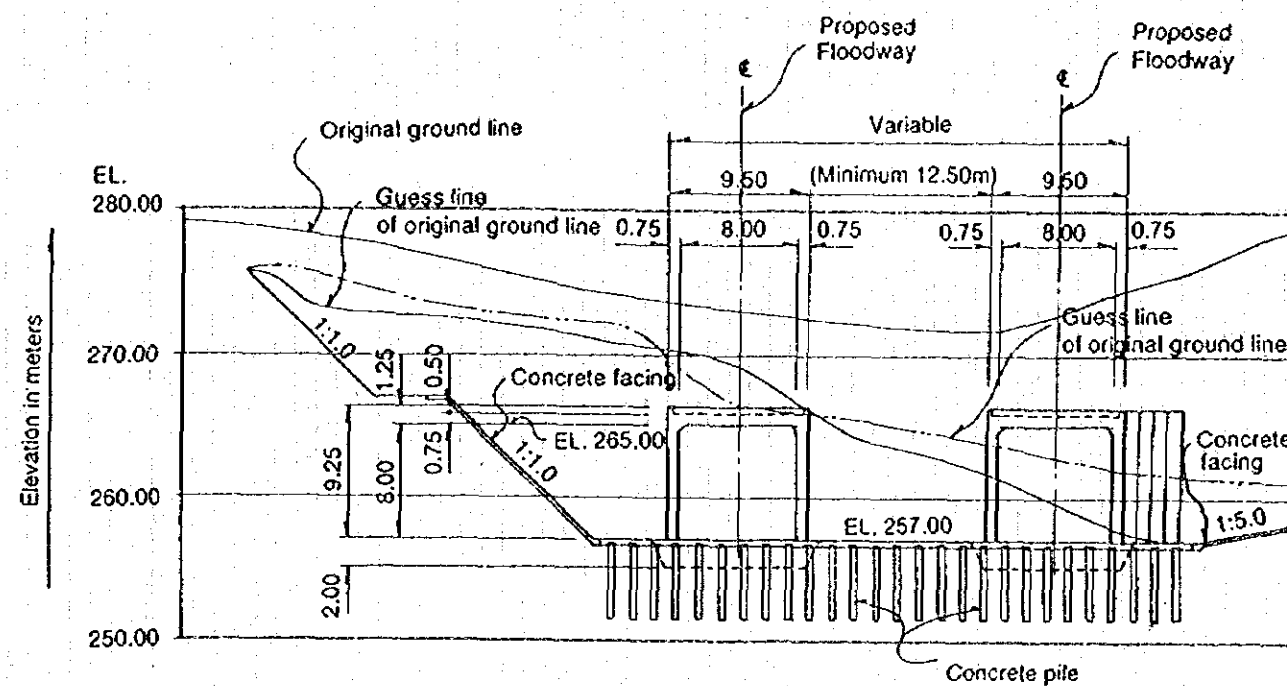 Proposed
Floodway
Proposed
Floodway
℄
℄
Original ground line
Variable
EL.
Guess line
of original ground line
9.50
(Minimum 12.50m)
9.50
280.00
0.75
8.00
0.75
0.75
8.00
0.75
Elevation in meters
1:1.0
270.00
1.25
0.50
Concrete facing
Guess line
of original ground line
EL. 265.00
9.25
8.00
0.75
1:1.0
Concrete
facing
260.00
EL. 257.00
1:5.0
2.00
250.00
Concrete pile